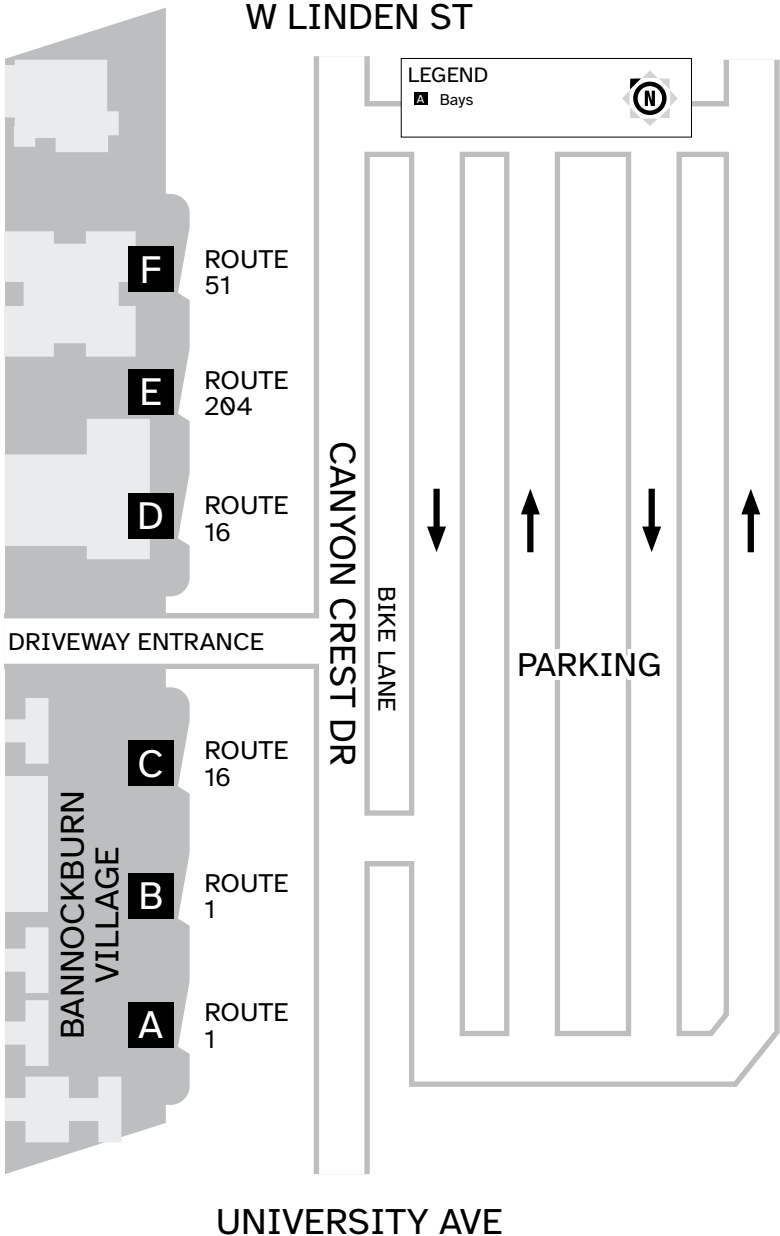 W LINDEN ST
LEGEND
A Bays
N
F
ROUTE
51
E
ROUTE
204
D
ROUTE
16
CANYON CREST DR
BIKE LANE
DRIVEWAY ENTRANCE
PARKING
C
ROUTE
16
BANNOCKBURN
VILLAGE
B
ROUTE
1
A
ROUTE
1
UNIVERSITY AVE